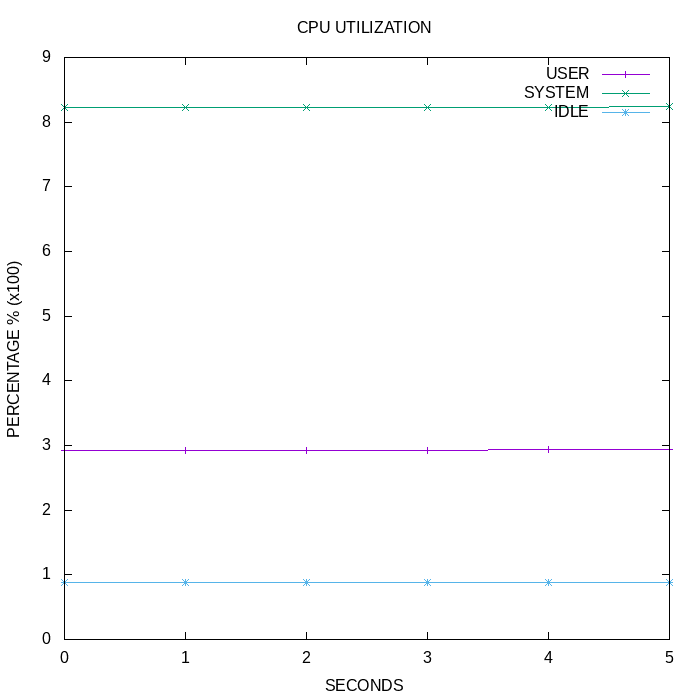 CPU UTILIZATION
USER
SYSTEM
IDLE
9
8
7
6
5
4
3
2
1
0
PERCENTAGE % (x100)
0 1 2 3 4 5
SECONDS